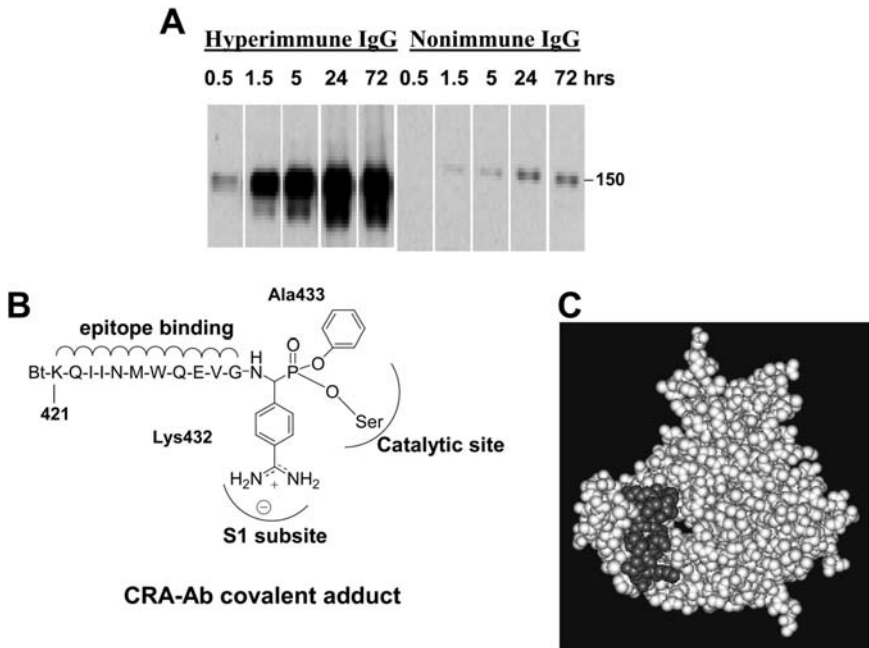 A
Hyperimmune IgG Nonimmune IgG
0.5 1.5 5 24 72 0.5 1.5 5 24 72 hrs
150
B
Ala433
epitope binding
O
H
N
P
O
O
Bt-K-Q-I-I-N-M-W-Q-E-V-G
421
Lys432
Ser
Catalytic site
H₂N NH₂
+
−
S1 subsite
CRA-Ab covalent adduct
C